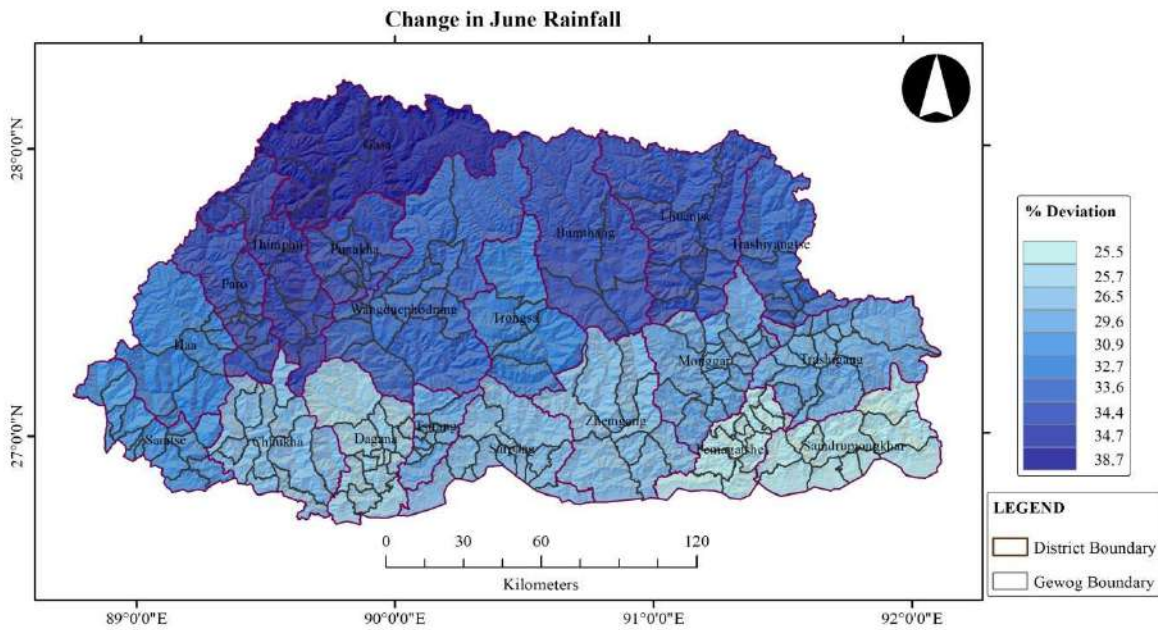 Change in June Rainfall
28°0'0"N
27°0'0"N
Gasa
Thimphu
Punakha
Paro
Wangduephodrang
Bumthang
Lhuentse
Trashiyangtse
Trongsa
Haa
Monggar
Trashigang
Samtse
Chhukha
Dagana
Tsirang
Sarpang
Zhemgang
Pemagatshel
Samdrupjongkhar
% Deviation
25.5
25.7
26.5
29.6
30.9
32.7
33.6
34.4
34.7
38.7
LEGEND
District Boundary
Gewog Boundary
0 30 60 120
Kilometers
89°0'0"E 90°0'0"E 91°0'0"E 92°0'0"E